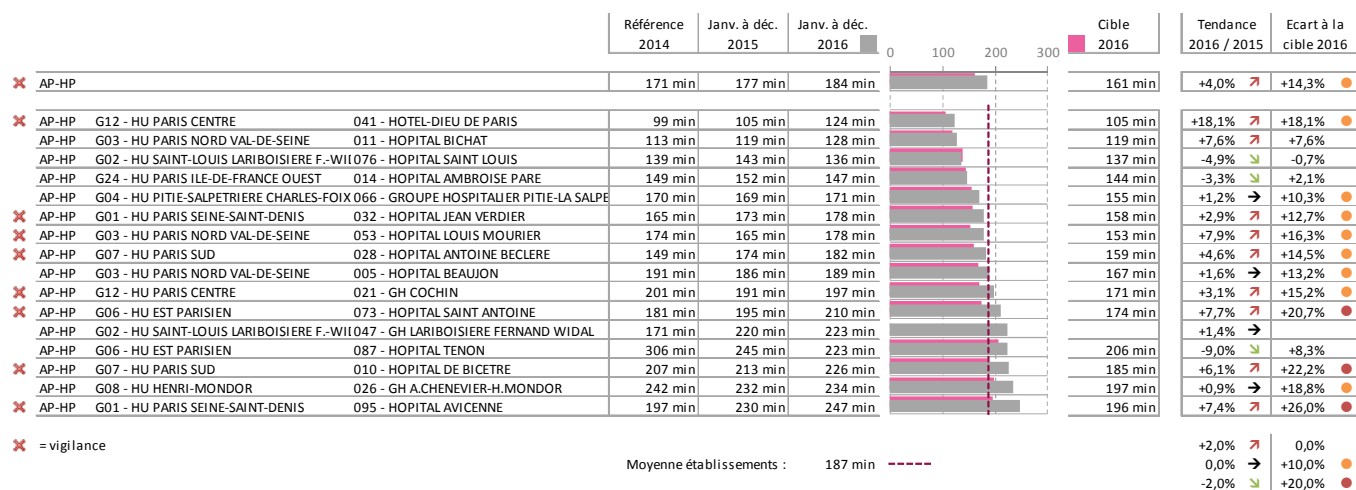 Référence Janv. à déc. Janv. à déc. Cible Tendance Ecart à la
2014 2015 2016 0 100 200 300 2016 2016 / 2015 cible 2016
AP-HP 171 min 177 min 184 min 161 min +4,0% +14,3%
AP-HP G12 - HU PARIS CENTRE 041 - HOTEL-DIEU DE PARIS 99 min 105 min 124 min 105 min +18,1% +18,1%
AP-HP G03 - HU PARIS NORD VAL-DE-SEINE 011 - HOPITAL BICHAT 113 min 119 min 128 min 119 min +7,6% +7,6%
AP-HP G02 - HU SAINT-LOUIS LARIBOISIERE F.-WII 076 - HOPITAL SAINT LOUIS 139 min 143 min 136 min 137 min -4,9% -0,7%
AP-HP G24 - HU PARIS ILE-DE-FRANCE OUEST 014 - HOPITAL AMBROISE PARE 149 min 152 min 147 min 144 min -3,3% +2,1%
AP-HP G04 - HU PITIE-SALPETRIERE CHARLES-FOIX 066 - GROUPE HOSPITALIER PITIE-LA SALPE 170 min 169 min 171 min 155 min +1,2% → +10,3%
AP-HP G01 - HU PARIS SEINE-SAINT-DENIS 032 - HOPITAL JEAN VERDIER 165 min 173 min 178 min 158 min +2,9% +12,7%
AP-HP G03 - HU PARIS NORD VAL-DE-SEINE 053 - HOPITAL LOUIS MOURIER 174 min 165 min 178 min 153 min +7,9% +16,3%
AP-HP G07 - HU PARIS SUD 028 - HOPITAL ANTOINE BECLERE 149 min 174 min 182 min 159 min +4,6% +14,5%
AP-HP G03 - HU PARIS NORD VAL-DE-SEINE 005 - HOPITAL BEAUJON 191 min 186 min 189 min 167 min +1,6% → +13,2%
AP-HP G12 - HU PARIS CENTRE 021 - GH COCHIN 201 min 191 min 197 min 171 min +3,1% +15,2%
AP-HP G06 - HU EST PARISIEN 073 - HOPITAL SAINT ANTOINE 181 min 195 min 210 min 174 min +7,7% +20,7%
AP-HP G02 - HU SAINT-LOUIS LARIBOISIERE F.-WII 047 - GH LARIBOISIERE FERNAND WIDAL 171 min 220 min 223 min +1,4% →
AP-HP G06 - HU EST PARISIEN 087 - HOPITAL TENON 306 min 245 min 223 min 206 min -9,0% +8,3%
AP-HP G07 - HU PARIS SUD 010 - HOPITAL DE BICETRE 207 min 213 min 226 min 185 min +6,1% +22,2%
AP-HP G08 - HU HENRI-MONDOR 026 - GH A.CHENEVIER-H.MONDOR 242 min 232 min 234 min 197 min +0,9% → +18,8%
AP-HP G01 - HU PARIS SEINE-SAINT-DENIS 095 - HOPITAL AVICENNE 197 min 230 min 247 min 196 min +7,4% +26,0%
= vigilance +2,0% 0,0%
Moyenne établissements : 187 min 0,0% → +10,0%
-2,0% +20,0%